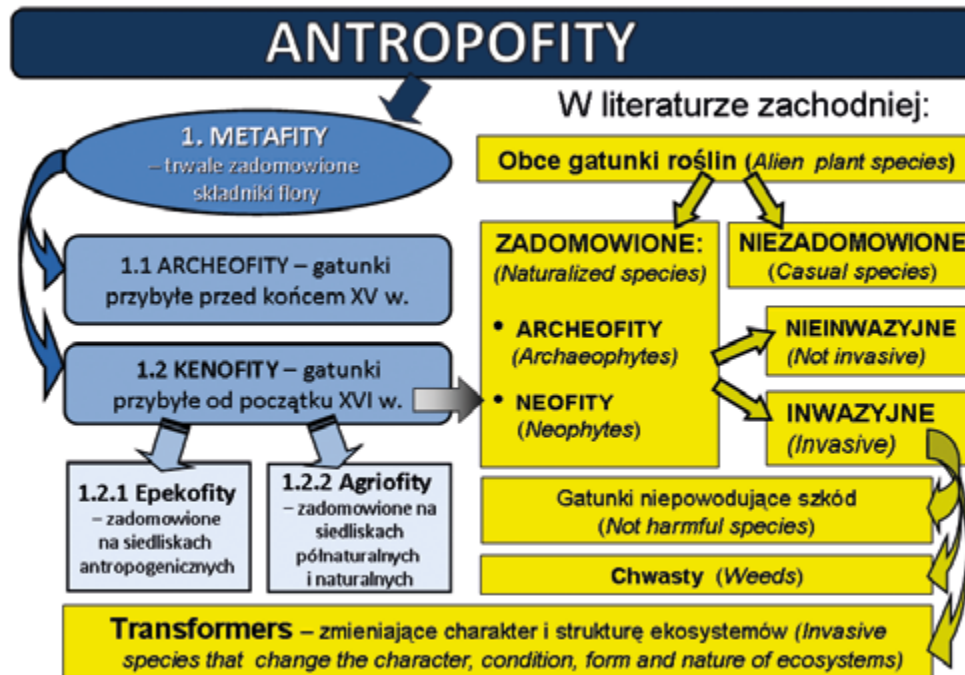 ANTROPOFITY
1. METAFITY
– trwale zadomowione
składniki flory
1.1 ARCHEOFITY – gatunki
przybyłe przed końcem XV w.
1.2 KENOFITY – gatunki
przybyłe od początku XVI w.
1.2.1 Epekofity
– zadomowione
na siedliskach
antropogenicznych
1.2.2 Agriofity
– zadomowione na
siedliskach
półnaturalnych
i naturalnych
W literaturze zachodniej:
Obce gatunki roślin (Alien plant species)
ZADOMOWIONE:
(Naturalized species)
• ARCHEOFITY
(Archaeophytes)
• NEOFITY
(Neophytes)
NIEZADOMOWIONE
(Casual species)
NIEINWAZYJNE
(Not invasive)
INWAZYJNE
(Invasive)
Gatunki niepowodujące szkód
(Not harmful species)
Chwasty (Weeds)
Transformers – zmieniające charakter i strukturę ekosystemów (Invasive
species that change the character, condition, form and nature of ecosystems)